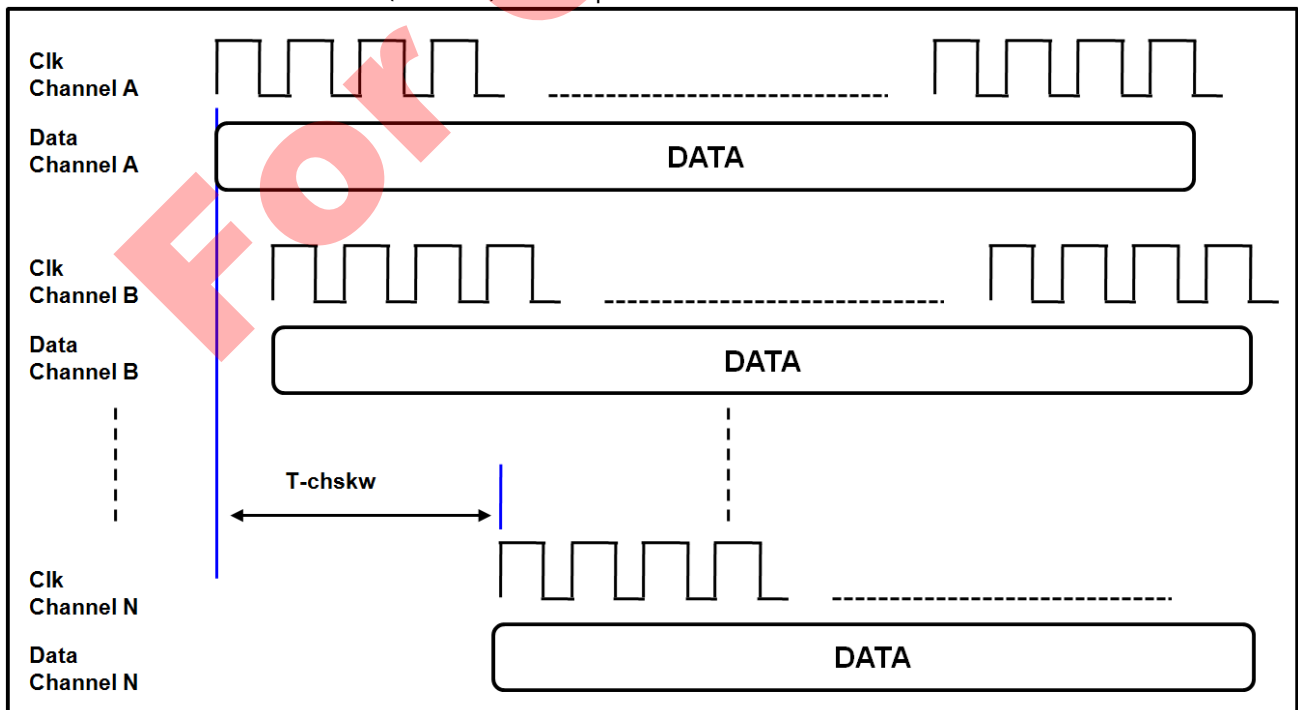 Clk
Channel A
Data
Channel A
DATA
Clk
Channel B
Data
Channel B
DATA
T-chskw
Clk
Channel N
Data
Channel N
DATA
For